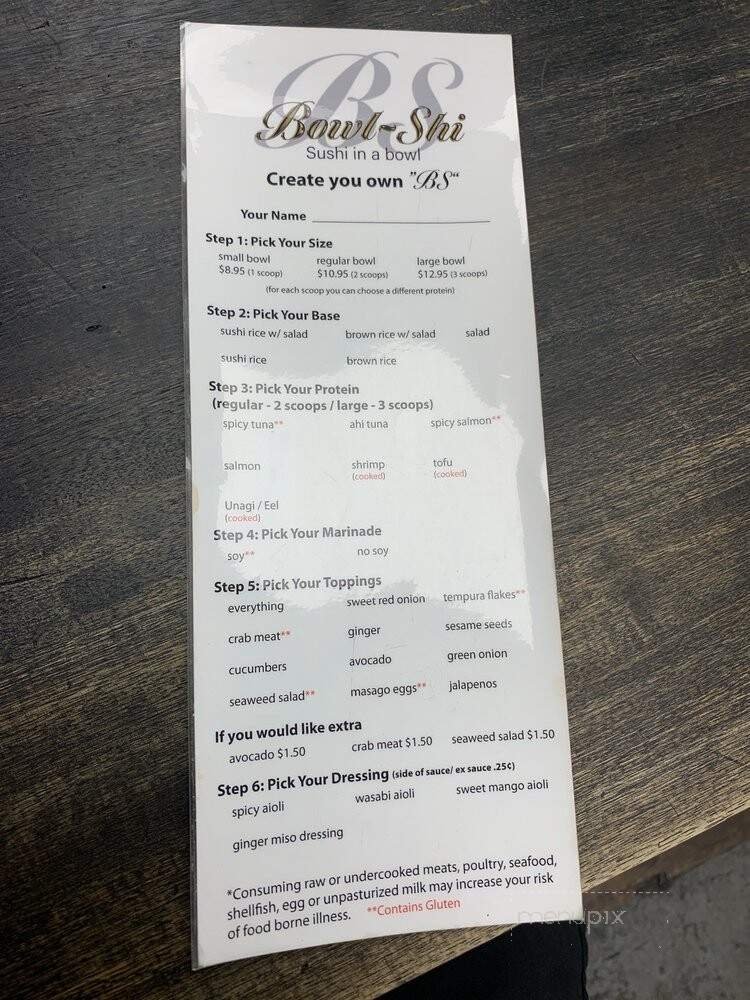 BS
Bowl-Shi
Sushi in a bowl
Create you own "BS"
Your Name
Step 1: Pick Your Size
small bowl regular bowl large bowl
$8.95 (1 scoop) $10.95 (2 scoops) $12.95 (3 scoops)
(for each scoop you can choose a different protein)
Step 2: Pick Your Base
sushi rice w/ salad brown rice w/ salad salad
sushi rice brown rice
Step 3: Pick Your Protein
(regular - 2 scoops / large - 3 scoops)
spicy tuna** ahi tuna spicy salmon**
salmon shrimp tofu
(cooked) (cooked)
Unagi / Eel
(cooked)
Step 4: Pick Your Marinade
soy** no soy
Step 5: Pick Your Toppings
everything sweet red onion tempura flakes**
crab meat** ginger sesame seeds
cucumbers avocado green onion
seaweed salad** masago eggs** jalapenos
If you would like extra
avocado $1.50 crab meat $1.50 seaweed salad $1.50
Step 6: Pick Your Dressing (side of sauce/ ex sauce .25¢)
spicy aioli wasabi aioli sweet mango aioli
ginger miso dressing
*Consuming raw or undercooked meats, poultry, seafood,
shellfish, egg or unpasturized milk may increase your risk
of food borne illness. **Contains Gluten
menupix